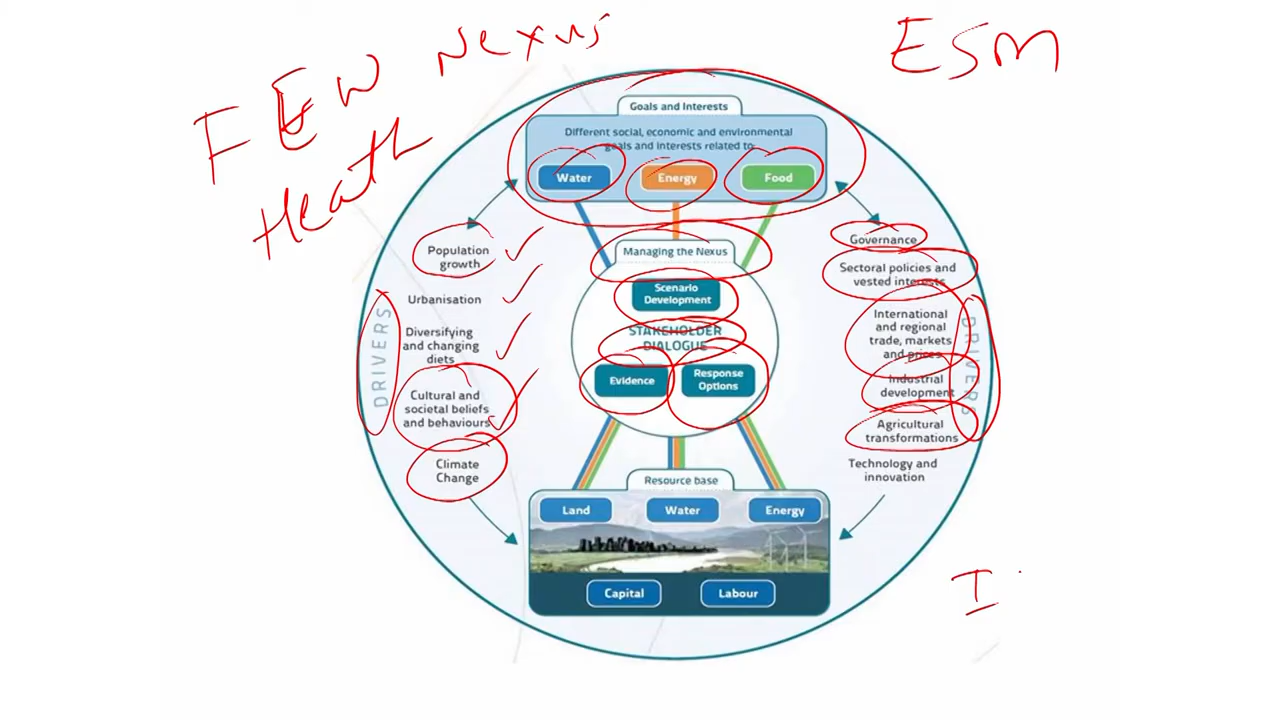 FEW Nexus
Heath
ESM
Goals and Interests
Different social, economic and environmental
goals and interests related to:
Water
Energy
Food
Managing the Nexus
Scenario
Development
STAKEHOLDER
DIALOGUE
Evidence
Response
Options
DRIVERS
Population
growth
Urbanisation
Diversifying
and changing
diets
Cultural and
societal beliefs
and behaviours
Climate
Change
Governance
Sectoral policies and
vested interests
International
and regional
trade, markets
and prices
Industrial
development
Agricultural
transformations
Technology and
innovation
DRIVERS
Resource base
Land
Water
Energy
Capital
Labour
I